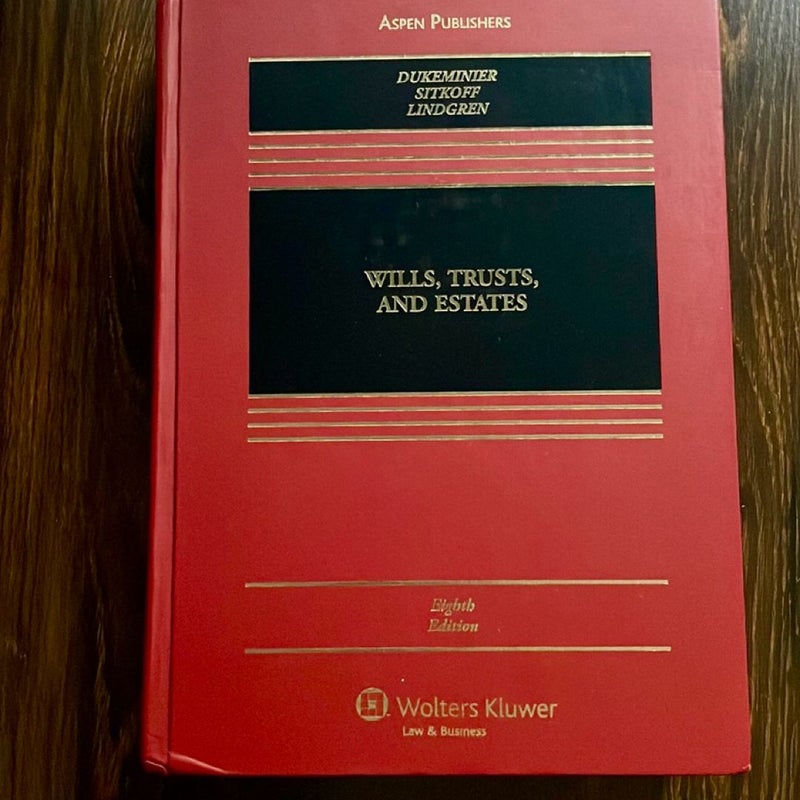 ASPEN PUBLISHERS
DUKEMINIER
SITKOFF
LINDGREN
WILLS, TRUSTS,
AND ESTATES
Eighth
Edition
Wolters Kluwer
Law & Business